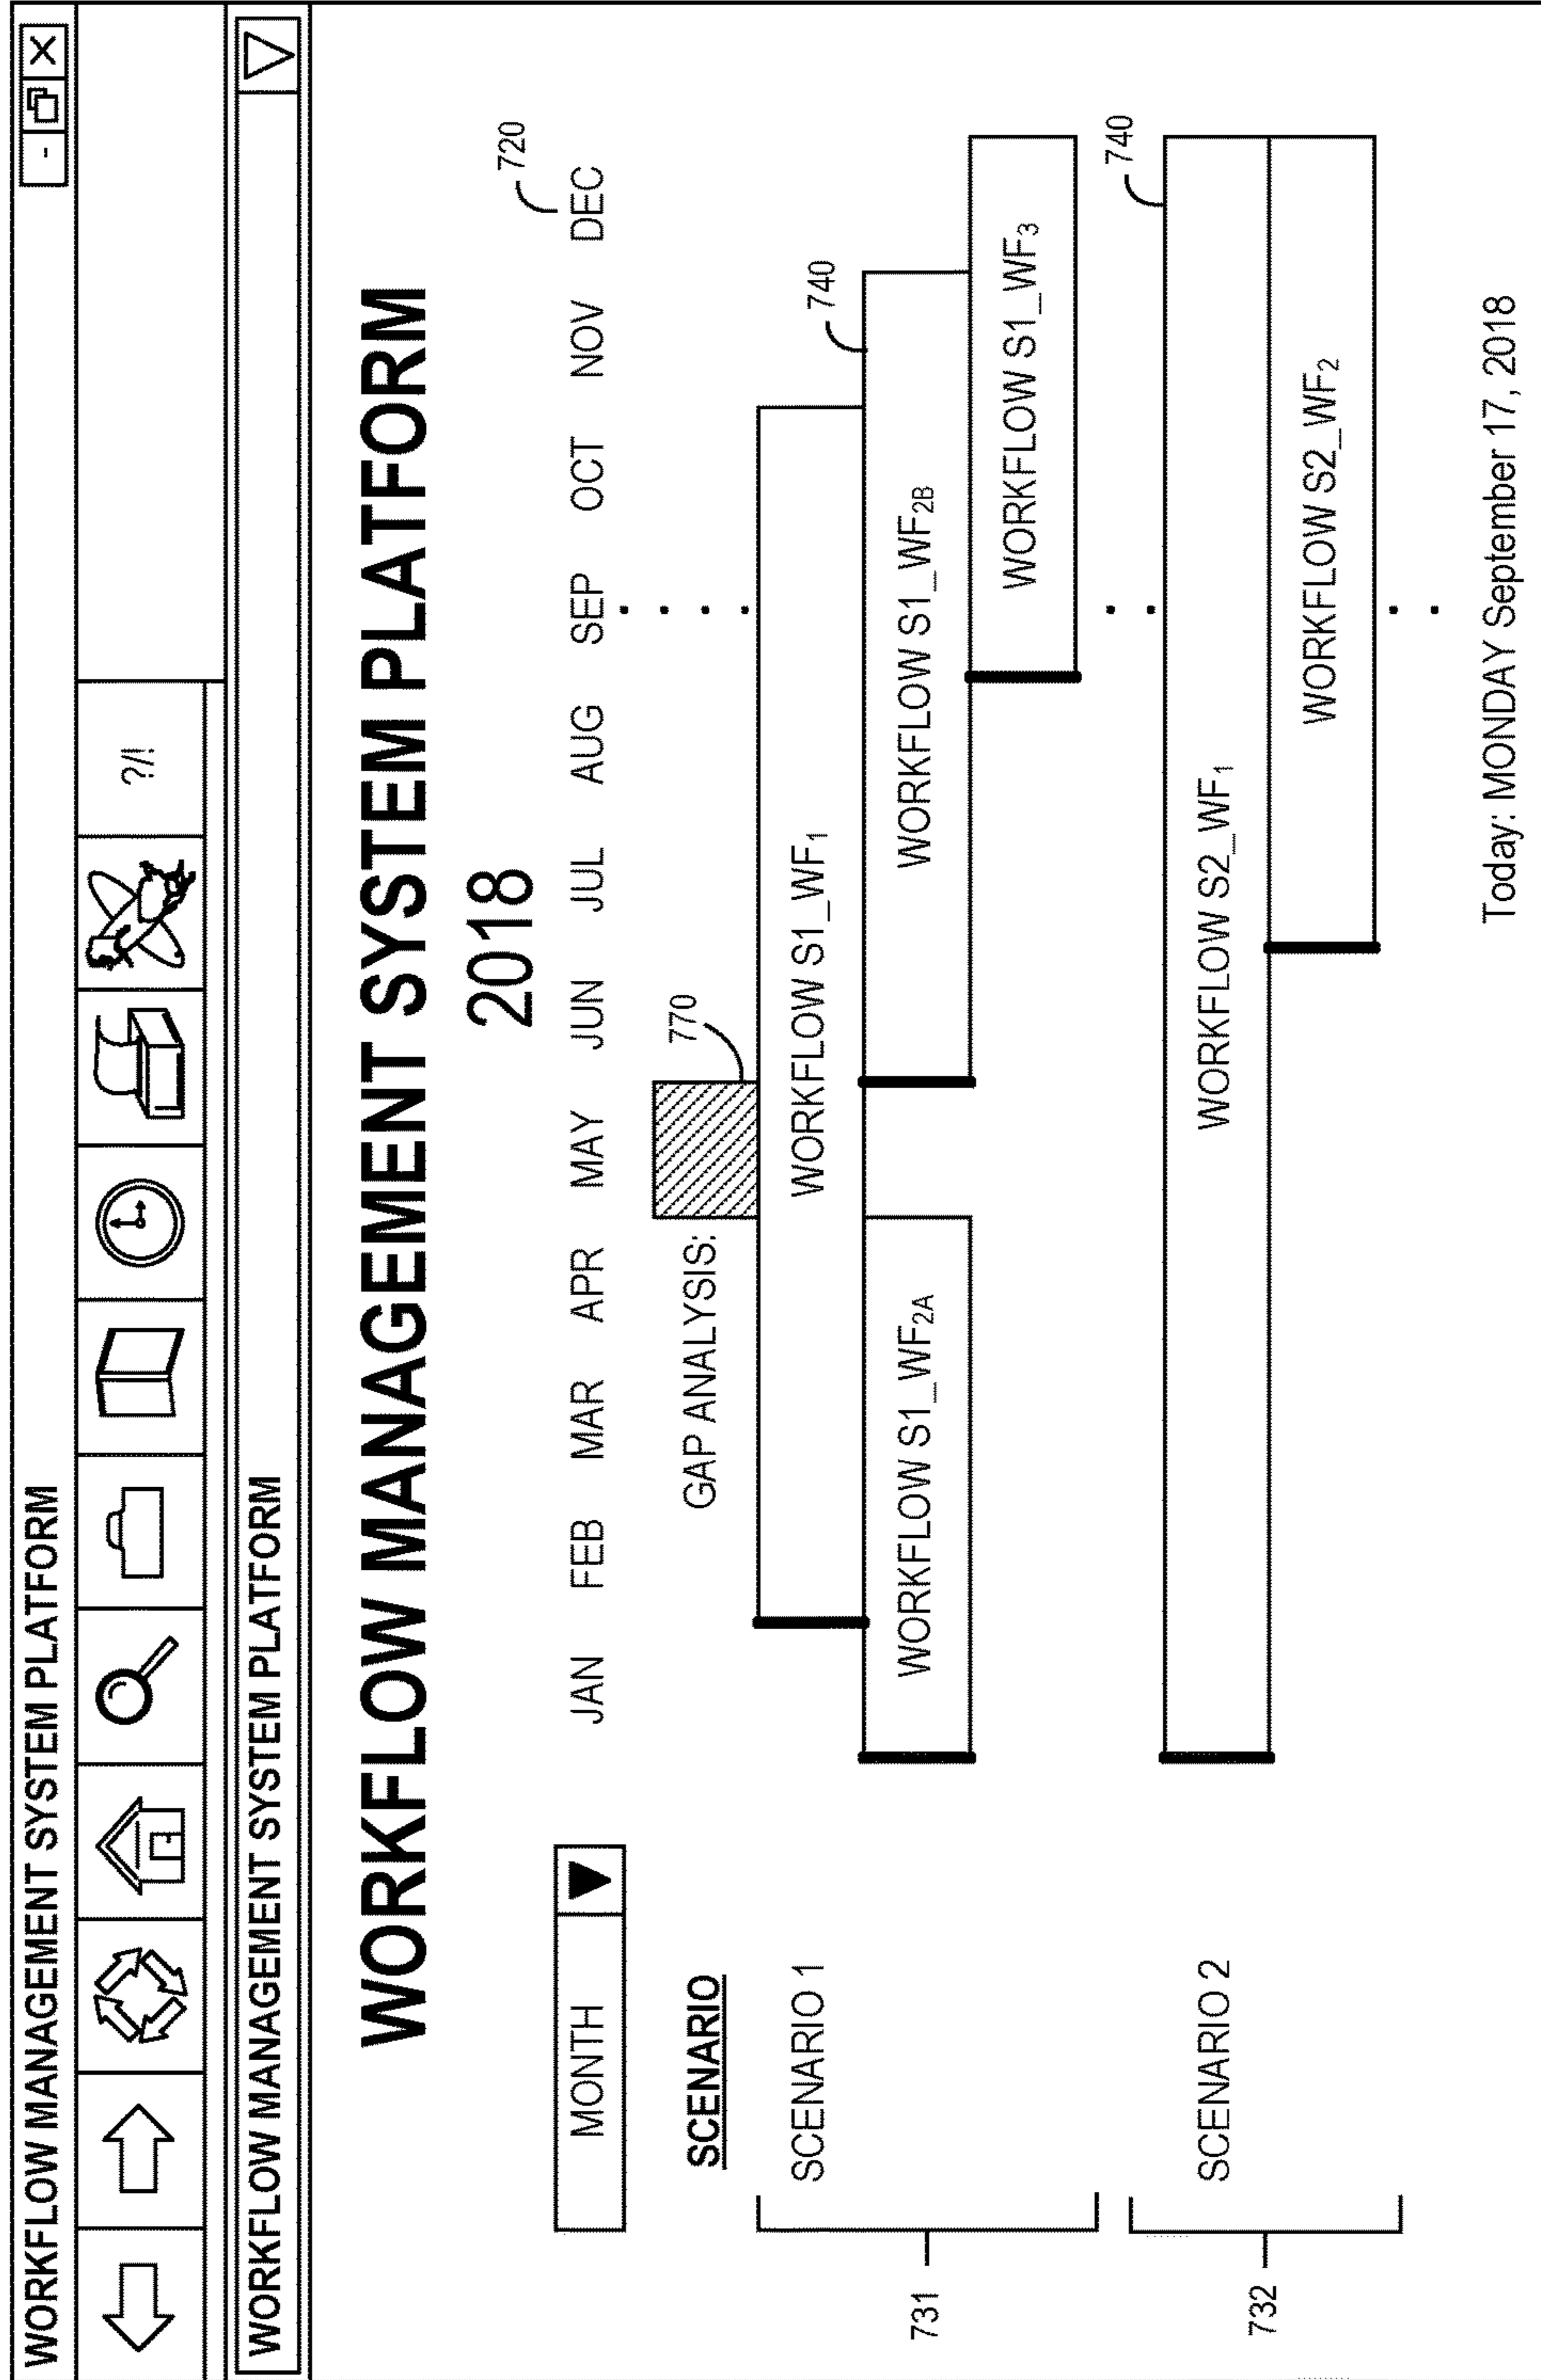 WORKFLOW MANAGEMENT SYSTEM PLATFORM
- X
?/!
WORKFLOW MANAGEMENT SYSTEM PLATFORM
WORKFLOW MANAGEMENT SYSTEM PLATFORM
2018
720
MONTH JAN FEB MAR APR MAY JUN JUL AUG SEP OCT NOV DEC
770
SCENARIO GAP ANALYSIS:
SCENARIO 1 WORKFLOW S1_WF1
740
731 WORKFLOW S1_WF2A WORKFLOW S1_WF2B
WORKFLOW S1_WF3
740
SCENARIO 2 WORKFLOW S2_WF1
732 WORKFLOW S2_WF2
Today: MONDAY September 17, 2018